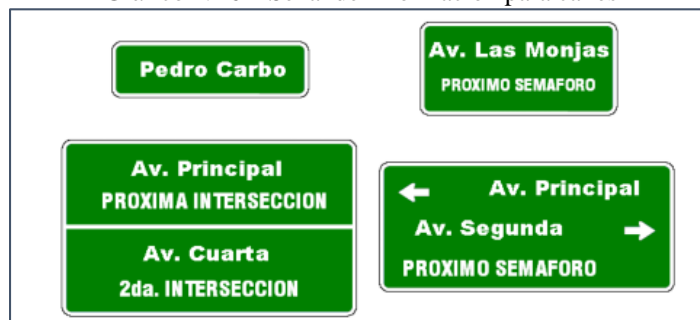 Pedro Carbo
Av. Las Monjas
PROXIMO SEMAFORO
Av. Principal
PROXIMA INTERSECCION
Av. Cuarta
2da. INTERSECCION
Av. Principal
Av. Segunda
PROXIMO SEMAFORO